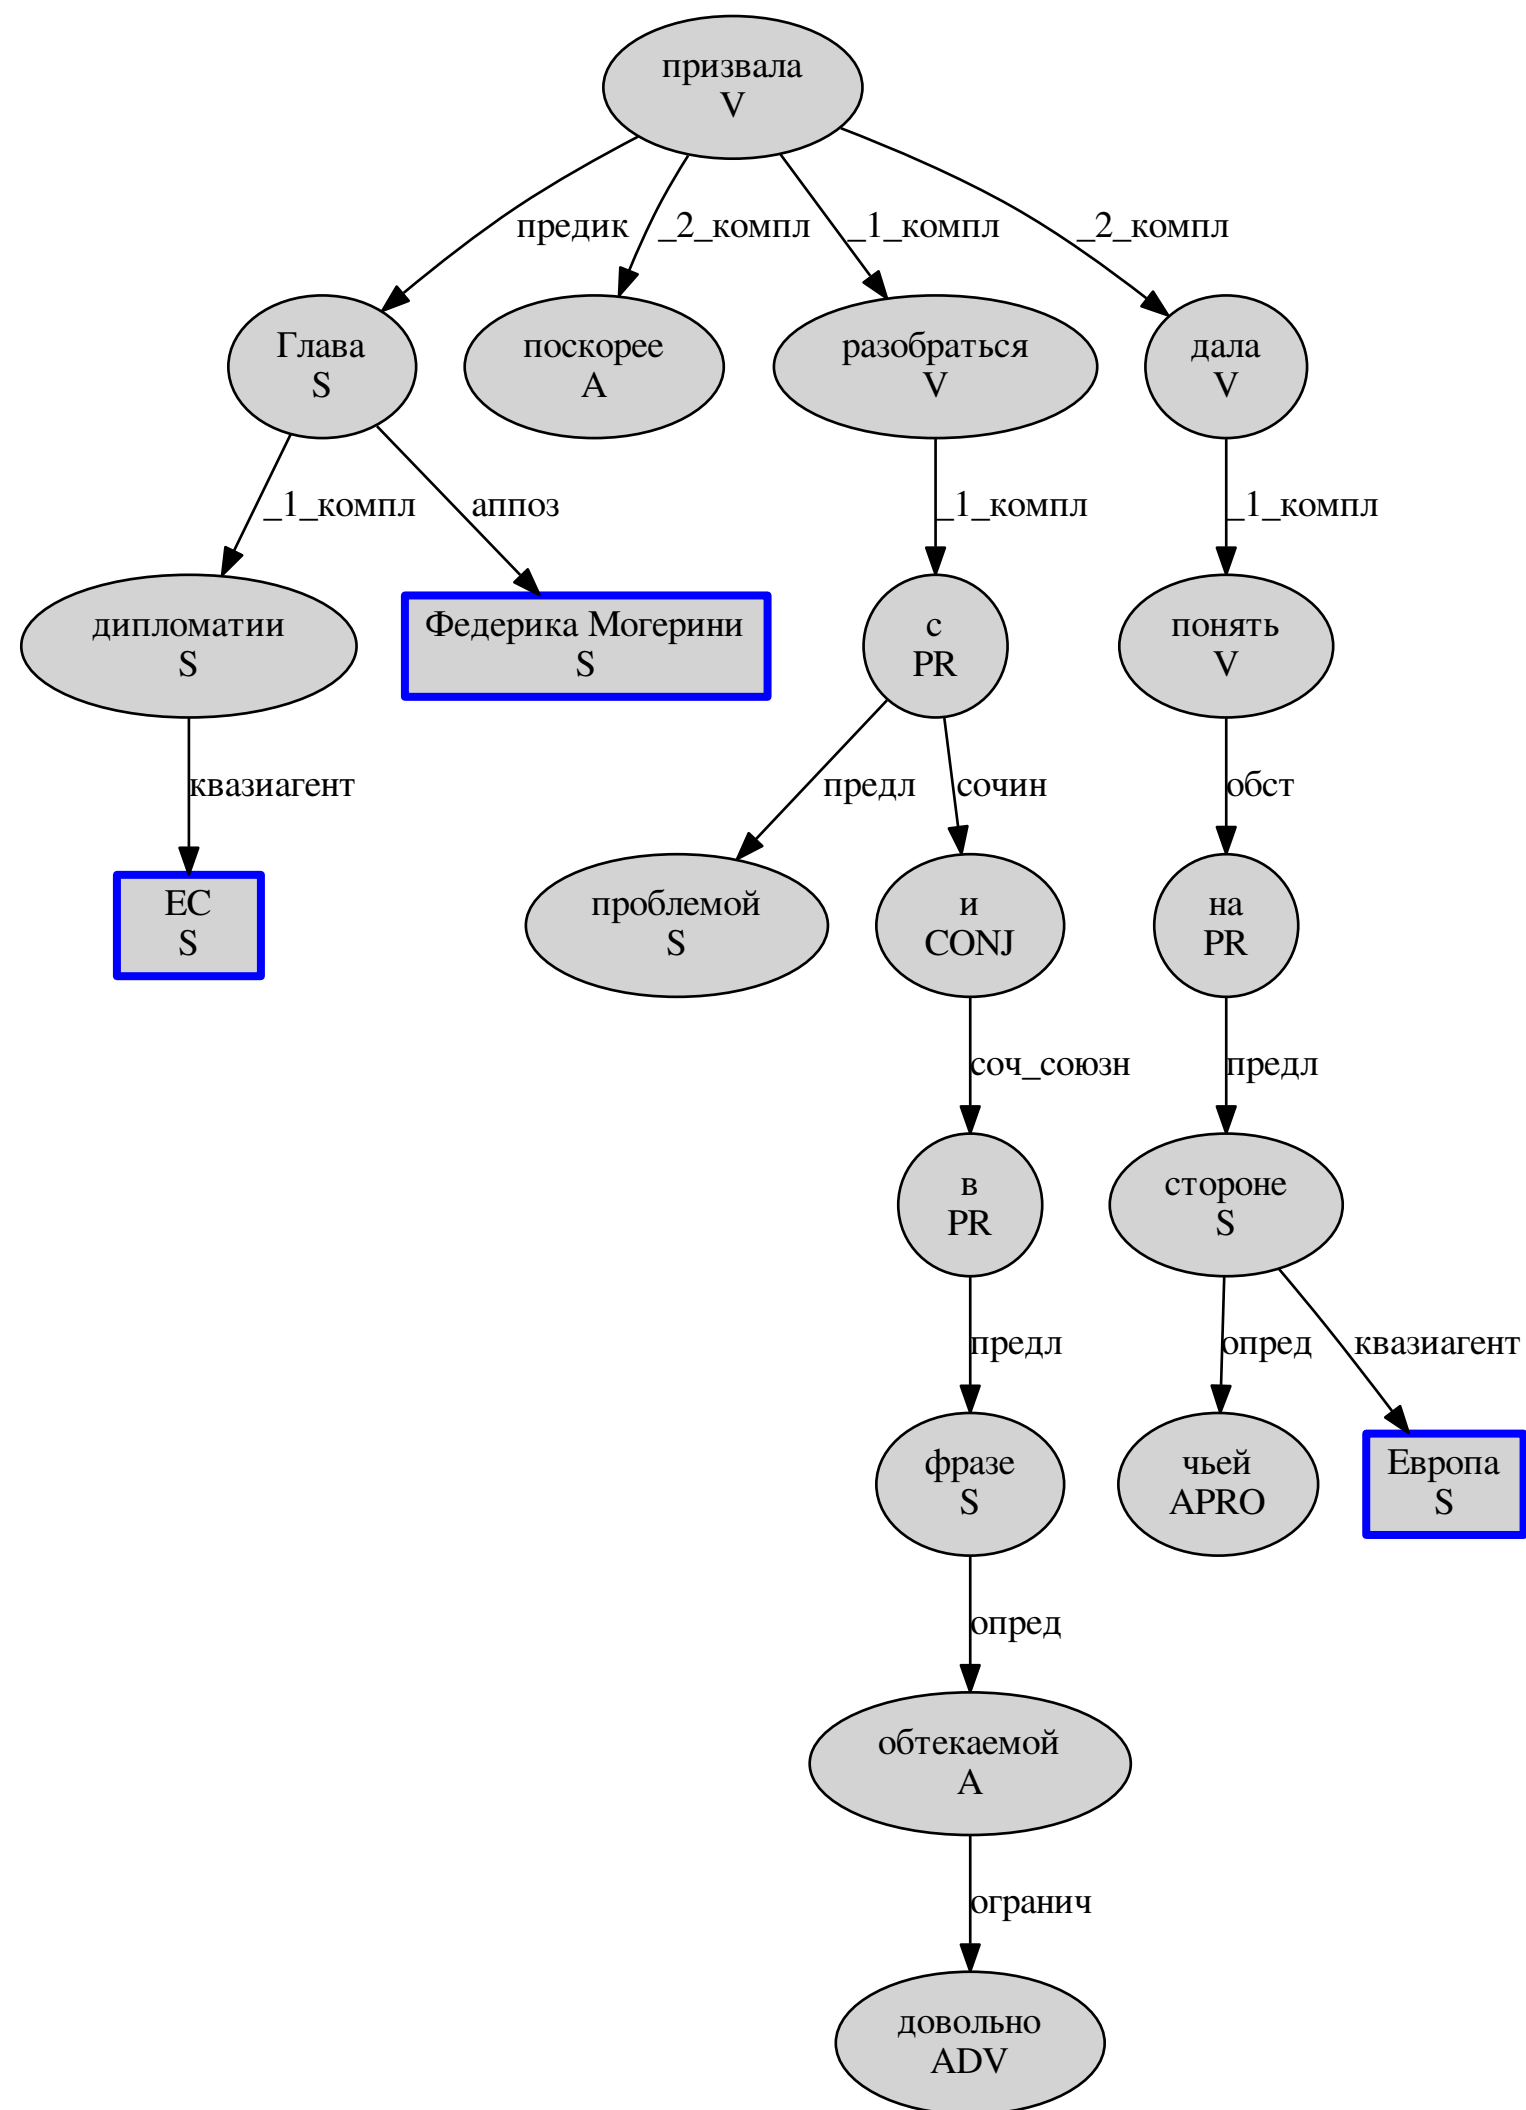 призвала
V
предик
_2_компл
_1_компл
_2_компл
Глава
S
поскорее
A
разобраться
V
дала
V
_1_компл
аппоз
_1_компл
_1_компл
дипломатии
S
Федерика Могерини
S
с
PR
понять
V
квазиагент
предл
сочин
обст
ЕС
S
проблемой
S
и
CONJ
на
PR
соч_союзн
предл
в
PR
стороне
S
предл
опред
квазиагент
фразе
S
чьей
APRO
Европа
S
опред
обтекаемой
A
огранич
довольно
ADV